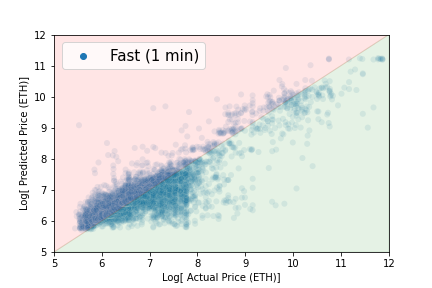 12
11
10
9
8
7
6
5
Log[ Predicted Price (ETH)]
Fast (1 min)
5 6 7 8 9 10 11 12
Log[ Actual Price (ETH)]